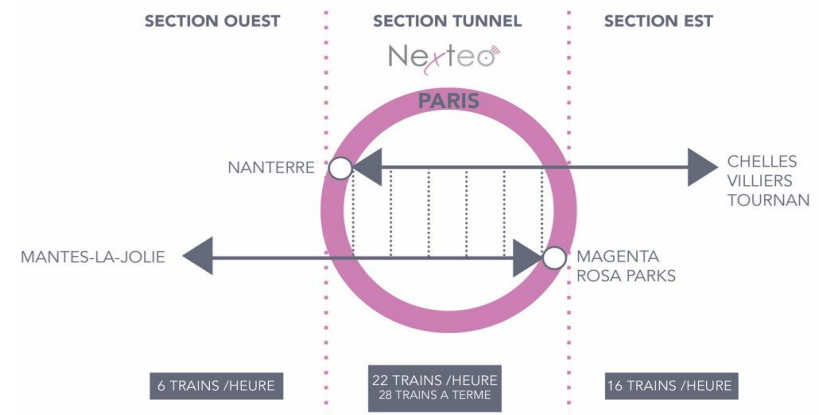 SECTION OUEST
SECTION TUNNEL
SECTION EST
Nexteo
PARIS
NANTERRE
CHELLES
VILLIERS
TOURNAN
MANTES-LA-JOLIE
MAGENTA
ROSA PARKS
6 TRAINS /HEURE
22 TRAINS /HEURE
28 TRAINS A TERME
16 TRAINS /HEURE